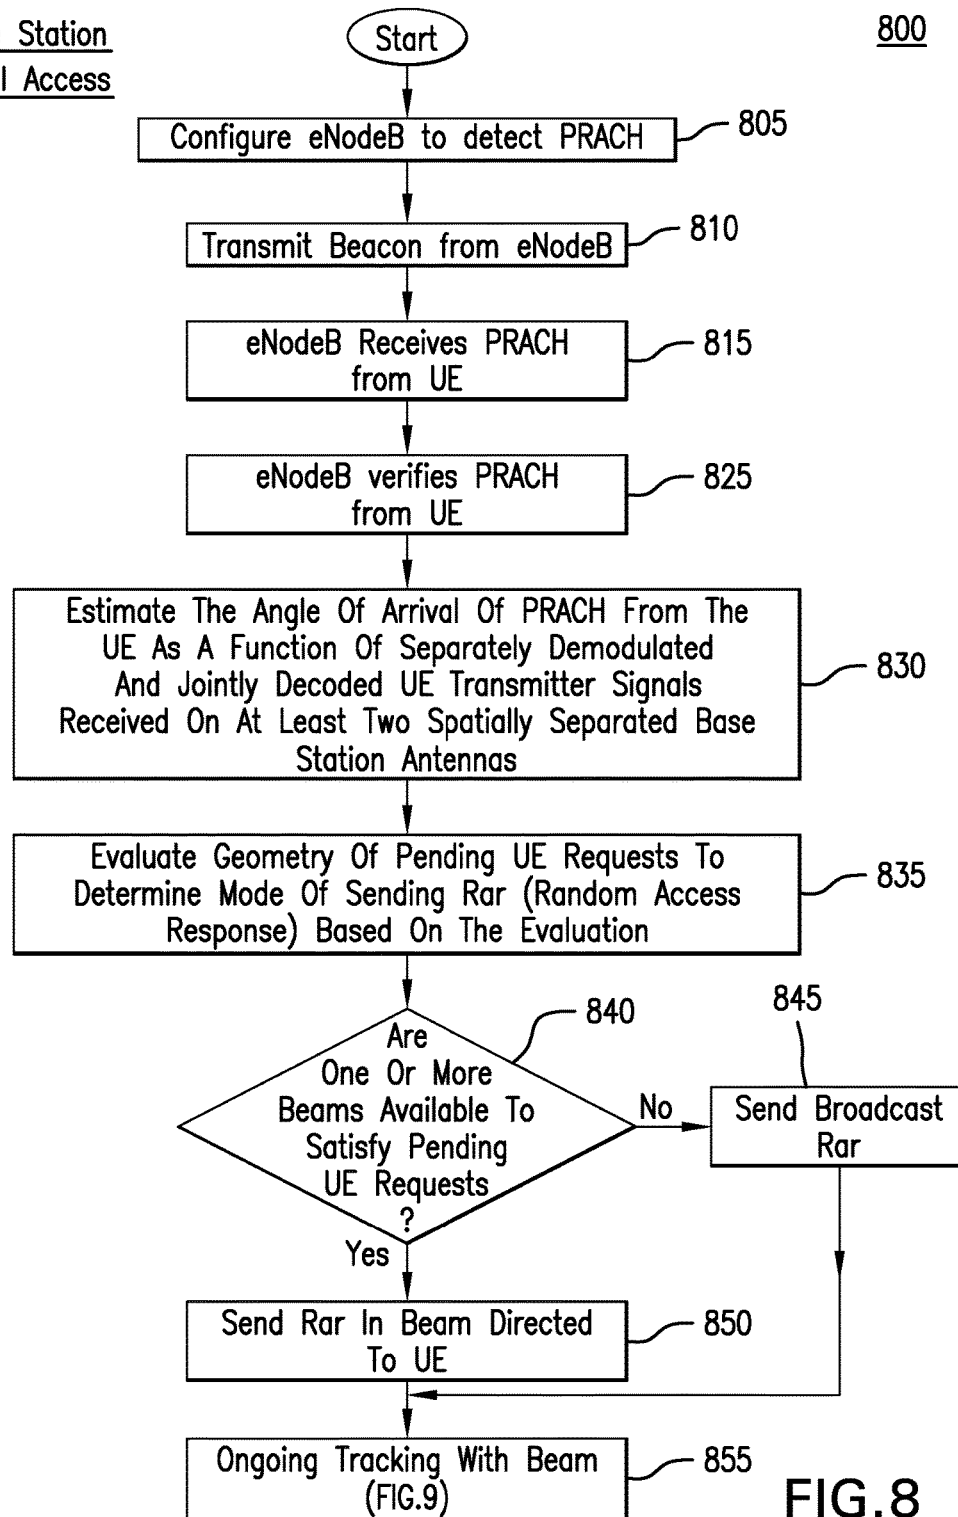 Station
Access
Start
800
Configure eNodeB to detect PRACH
805
Transmit Beacon from eNodeB
810
eNodeB Receives PRACH
from UE
815
eNodeB verifies PRACH
from UE
825
Estimate The Angle Of Arrival Of PRACH From The
UE As A Function Of Separately Demodulated
And Jointly Decoded UE Transmitter Signals
Received On At Least Two Spatially Separated Base
Station Antennas
830
Evaluate Geometry Of Pending UE Requests To
Determine Mode Of Sending Rar (Random Access
Response) Based On The Evaluation
835
Are
One Or More
Beams Available To
Satisfy Pending
UE Requests
?
840
No
845
Send Broadcast
Rar
Yes
Send Rar In Beam Directed
To UE
850
Ongoing Tracking With Beam
(FIG.9)
855
FIG.8